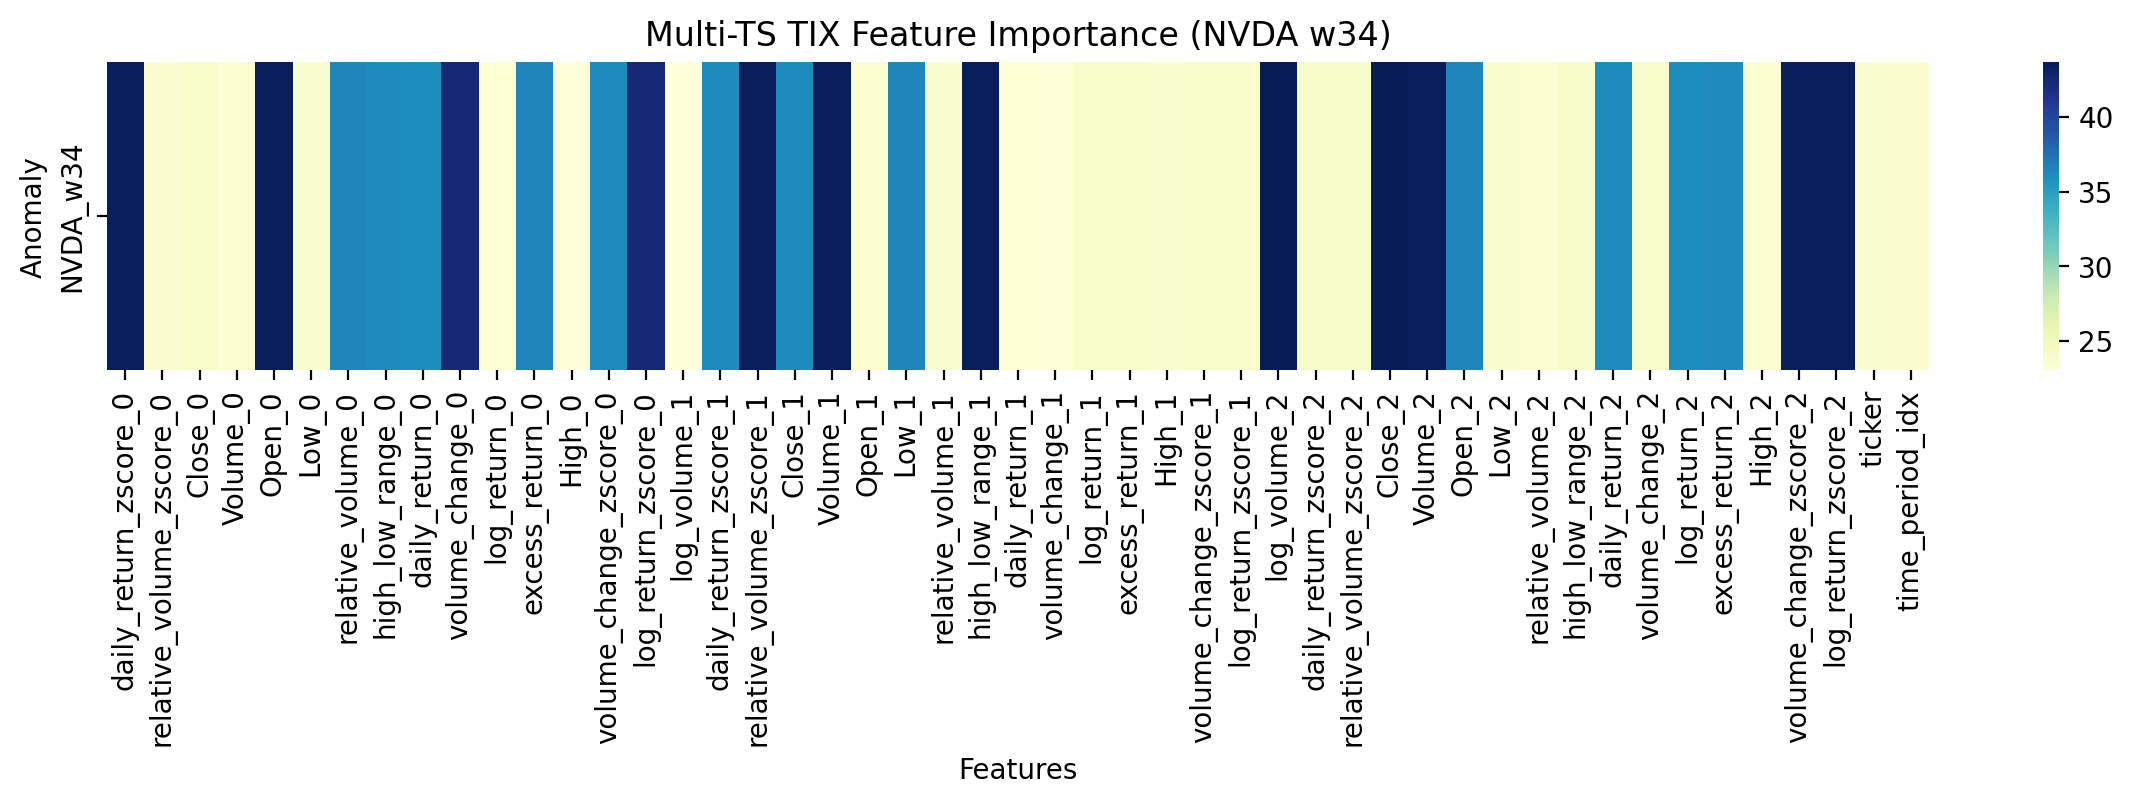 Multi-TS TIX Feature Importance (NVDA w34)
Anomaly
NVDA_w34
40
35
30
25
daily_return_zscore_0
relative_volume_zscore_0
Close_0
Volume_0
Open_0
Low_0
relative_volume_0
high_low_range_0
daily_return_0
volume_change_0
log_return_0
excess_return_0
High_0
volume_change_zscore_0
log_return_zscore_0
log_volume_1
daily_return_zscore_1
relative_volume_zscore_1
Close_1
Volume_1
Open_1
Low_1
relative_volume_1
high_low_range_1
daily_return_1
volume_change_1
log_return_1
excess_return_1
High_1
volume_change_zscore_1
log_return_zscore_1
log_volume_2
daily_return_zscore_2
relative_volume_zscore_2
Close_2
Volume_2
Open_2
Low_2
relative_volume_2
high_low_range_2
daily_return_2
volume_change_2
log_return_2
excess_return_2
High_2
volume_change_zscore_2
log_return_zscore_2
ticker
time_period_idx
Features